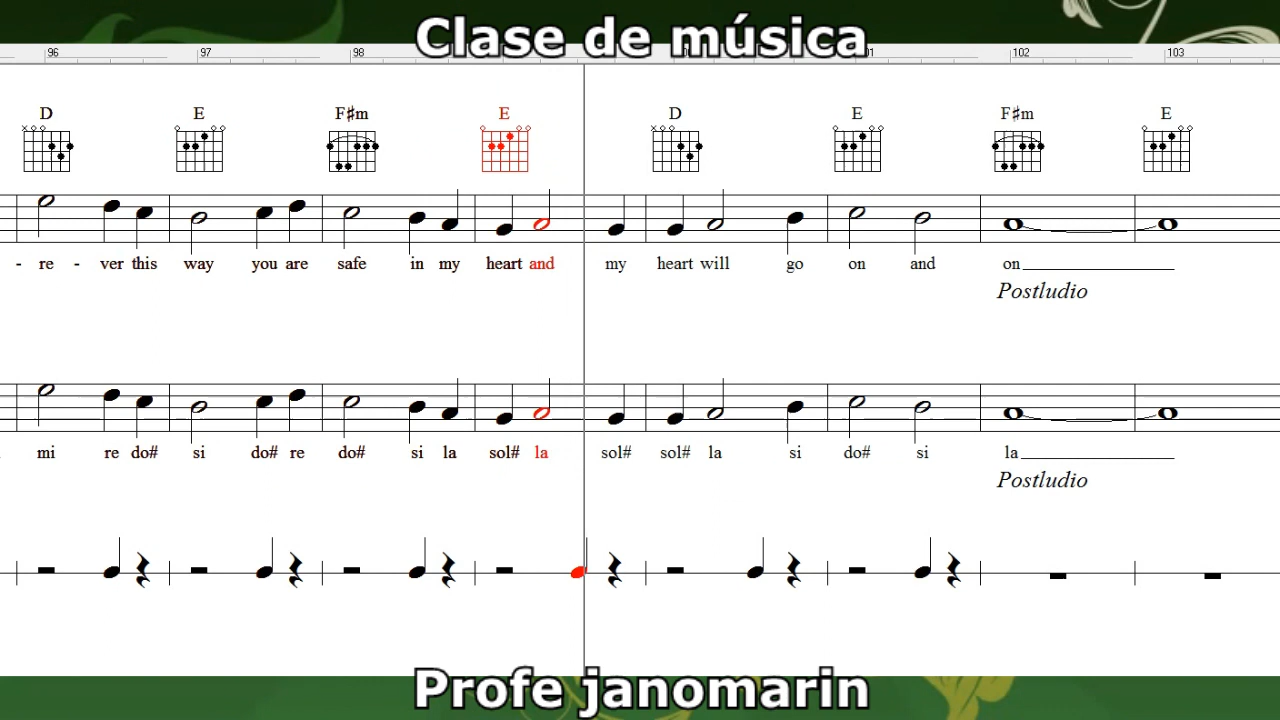 Clase de música
96 97 98 102 103
D E F♯m E D E F♯m E
- re - ver this way you are safe in my heart and my heart will go on and on
Postludio
mi re do# si do# re do# si la sol# la sol# sol# la si do# si la
Postludio
Profe janomarin